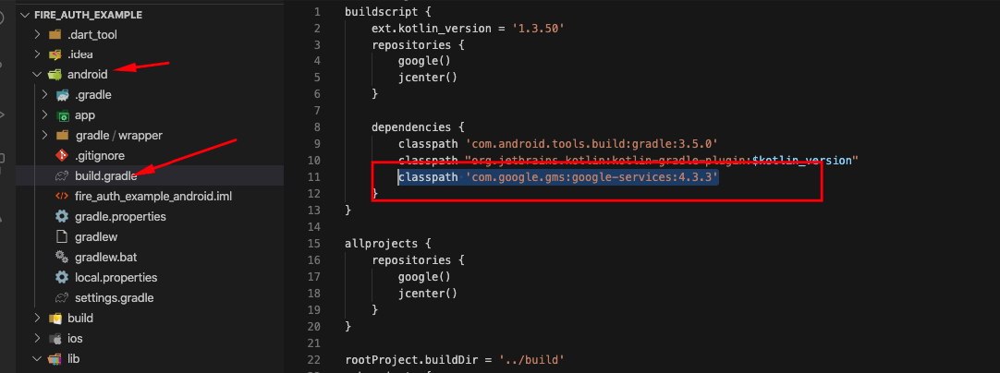 FIRE_AUTH_EXAMPLE
.dart_tool
.idea
android
.gradle
app
gradle / wrapper
.gitignore
build.gradle
fire_auth_example_android.iml
gradle.properties
gradlew
gradlew.bat
local.properties
settings.gradle
build
ios
lib
1 buildscript {
2 ext.kotlin_version = '1.3.50'
3 repositories {
4 google()
5 jcenter()
6 }
7
8 dependencies {
9 classpath 'com.android.tools.build:gradle:3.5.0'
10 classpath "org.jetbrains.kotlin:kotlin-gradle-plugin:$kotlin_version"
11 classpath 'com.google.gms:google-services:4.3.3'
12 }
13 }
14
15 allprojects {
16 repositories {
17 google()
18 jcenter()
19 }
20 }
21
22 rootProject.buildDir = '../build'